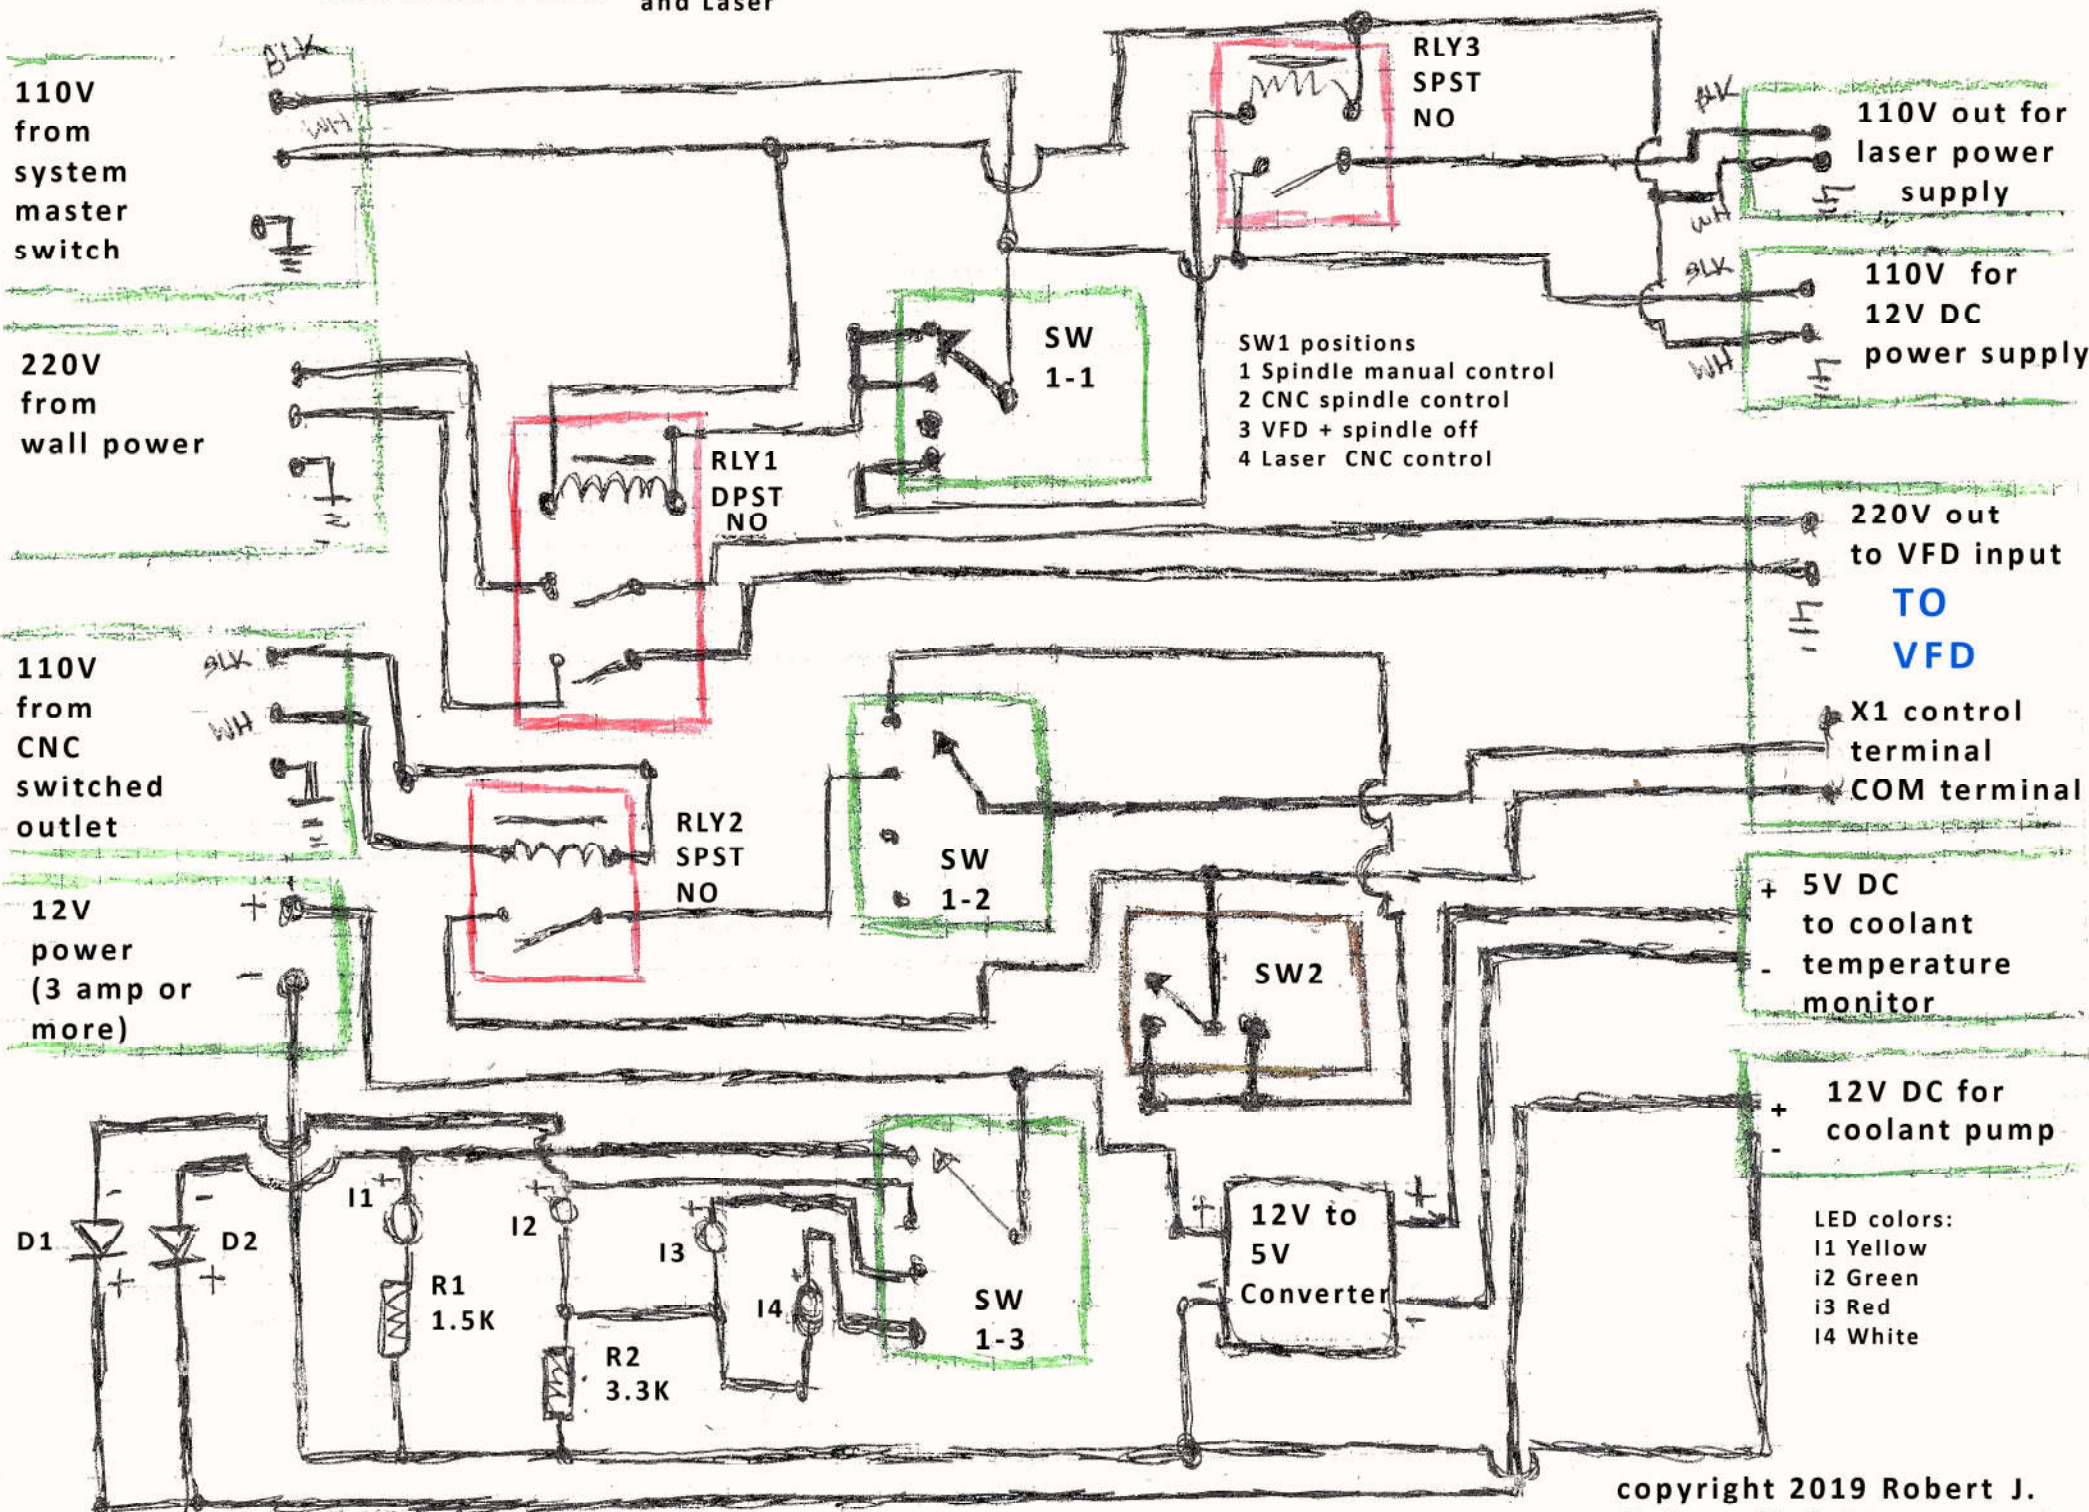 and Laser
110V
from
system
master
switch
BLK
WH
220V
from
wall power
110V
from
CNC
switched
outlet
BLK
WH
12V
power
(3 amp or
more)
+
-
RLY3
SPST
NO
BLK
WH
110V out for
laser power
supply
BLK
WH
110V for
12V DC
power supply
SW
1-1
SW1 positions
1 Spindle manual control
2 CNC spindle control
3 VFD + spindle off
4 Laser CNC control
RLY1
DPST
NO
220V out
to VFD input
TO
VFD
X1 control
terminal
COM terminal
RLY2
SPST
NO
SW
1-2
SW2
+ 5V DC
to coolant
- temperature
monitor
+ 12V DC for
coolant pump
-
D1
-
+
D2
-
+
I1
+
R1
1.5K
I2
+
R2
3.3K
I3
+
I4
+
SW
1-3
+
-
12V to
5V
Converter
+
-
LED colors:
I1 Yellow
i2 Green
i3 Red
I4 White
copyright 2019 Robert J.